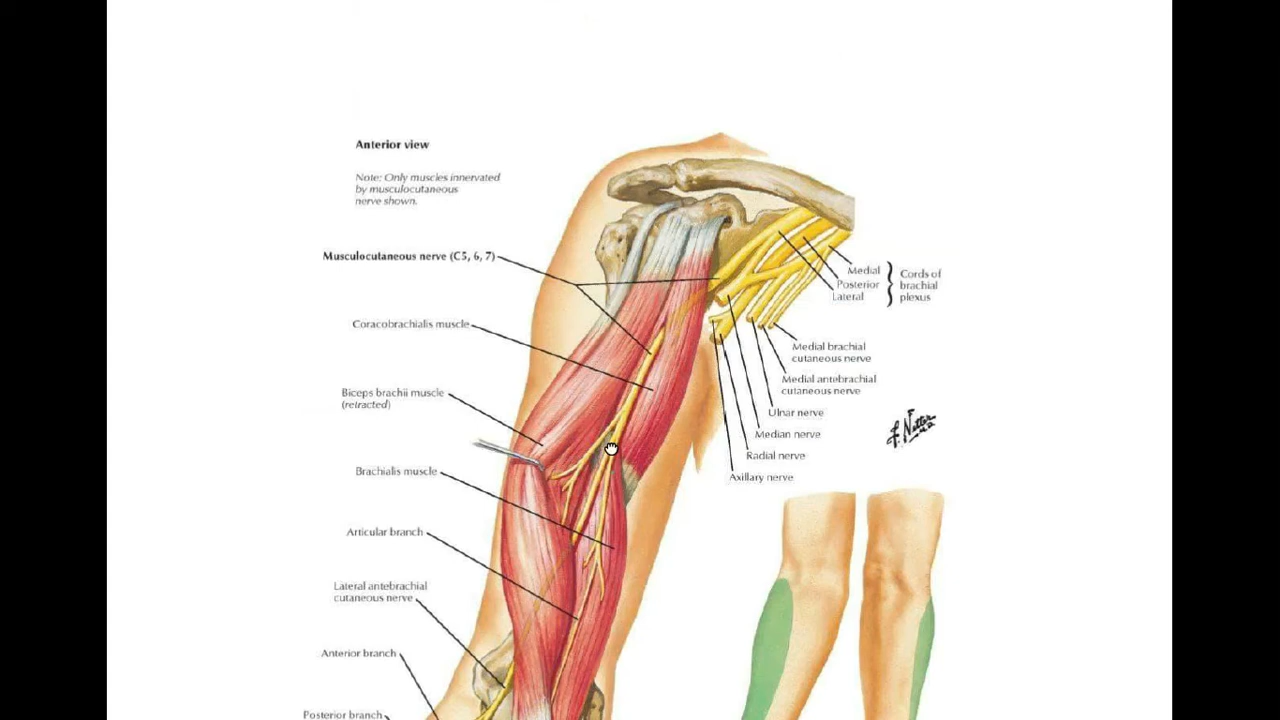 Anterior view
Note: Only muscles innervated
by musculocutaneous
nerve shown.
Musculocutaneous nerve (C5, 6, 7)
Coracobrachialis muscle
Biceps brachii muscle
(retracted)
Brachialis muscle
Articular branch
Lateral antebrachial
cutaneous nerve
Anterior branch
Posterior branch
Medial
Posterior
Lateral
Cords of
brachial
plexus
Medial brachial
cutaneous nerve
Medial antebrachial
cutaneous nerve
Ulnar nerve
Median nerve
Radial nerve
Axillary nerve
F. Netter
M.D.